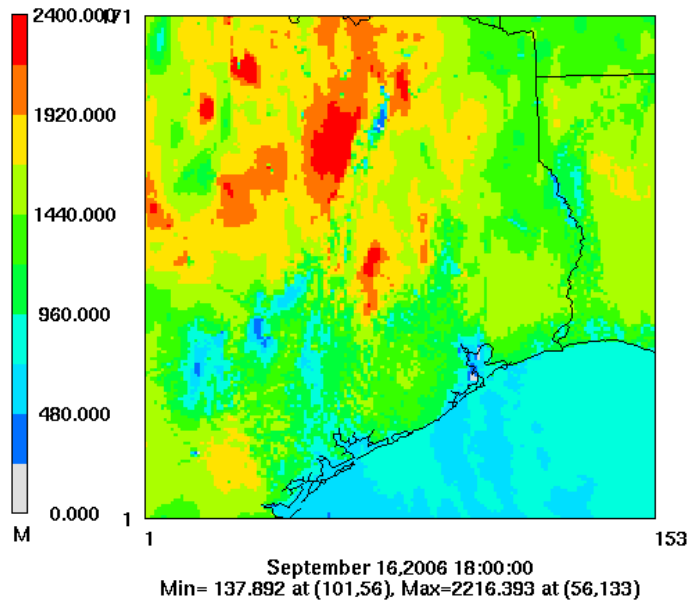 2400.000 171
1920.000
1440.000
960.000
480.000
0.000 1
M
1 153
September 16,2006 18:00:00
Min= 137.892 at (101,56), Max=2216.393 at (56,133)